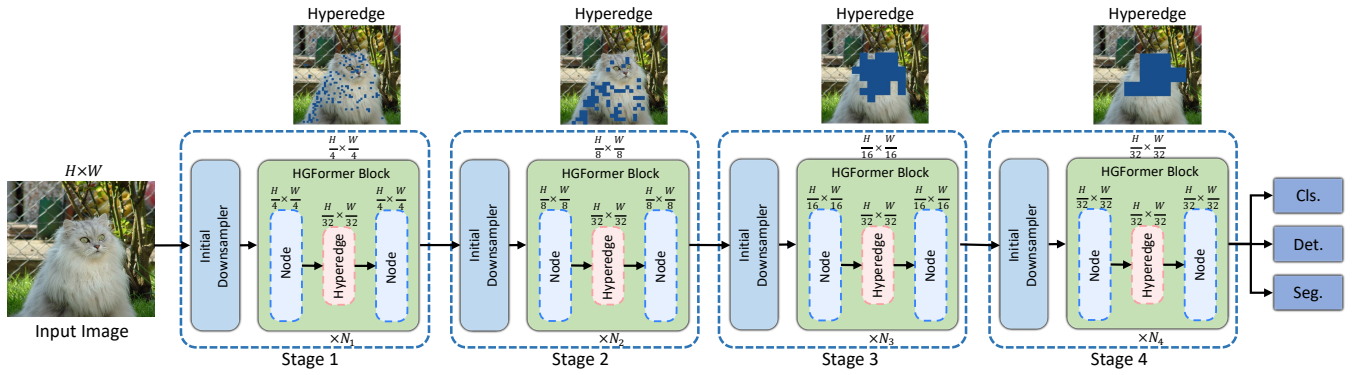 Hyperedge
Hyperedge
Hyperedge
Hyperedge
H×W
Input Image
H/4 × W/4
HGFormer Block
Initial Downsampler
H/4 × W/4
H/32 × W/32
H/4 × W/4
Node
Hyperedge
Node
×N₁
Stage 1
H/8 × W/8
HGFormer Block
Initial Downsampler
H/8 × W/8
H/32 × W/32
H/8 × W/8
Node
Hyperedge
Node
×N₂
Stage 2
H/16 × W/16
HGFormer Block
Initial Downsampler
H/16 × W/16
H/32 × W/32
H/16 × W/16
Node
Hyperedge
Node
×N₃
Stage 3
H/32 × W/32
HGFormer Block
Initial Downsampler
H/32 × W/32
H/32 × W/32
H/32 × W/32
Node
Hyperedge
Node
×N₄
Stage 4
Cls.
Det.
Seg.